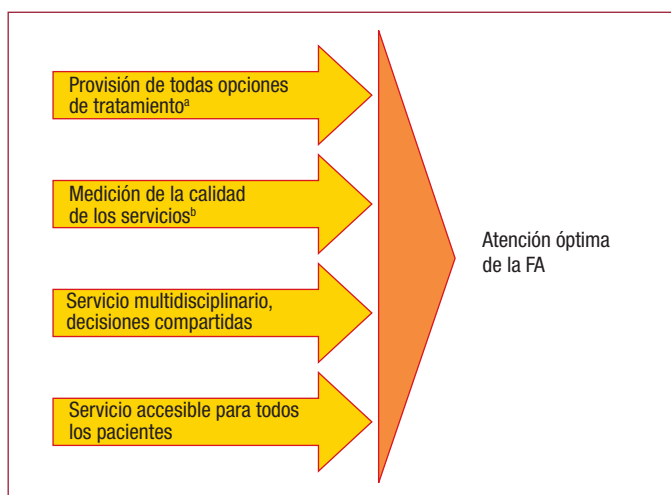 Provisión de todas opciones
de tratamientoᵃ
Medición de la calidad
de los serviciosᵇ
Servicio multidisciplinario,
decisiones compartidas
Servicio accesible para todos
los pacientes
Atención óptima
de la FA